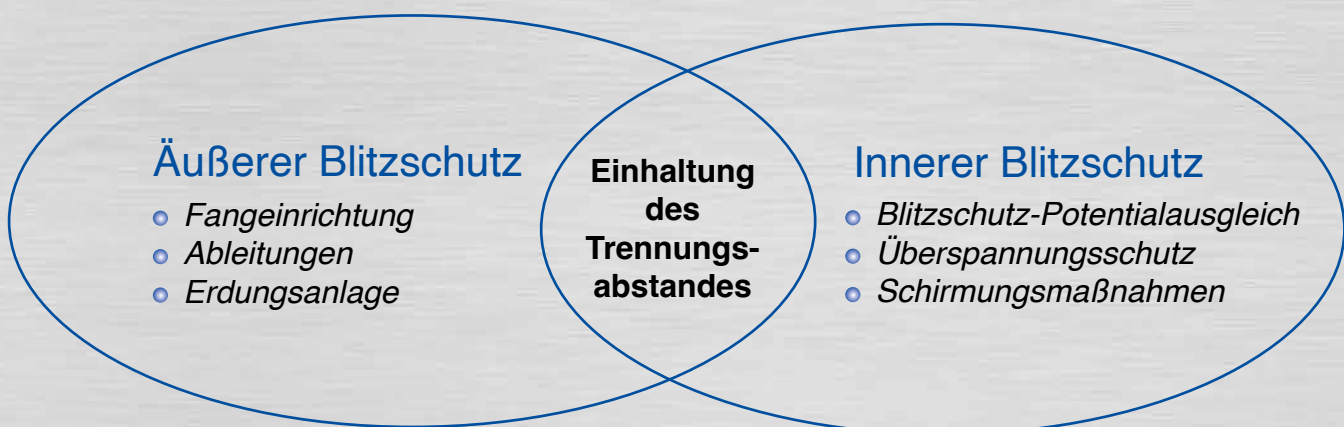 Äußerer Blitzschutz
Fangeinrichtung
Ableitungen
Erdungsanlage
Einhaltung
des
Trennungs-
abstandes
Innerer Blitzschutz
Blitzschutz-Potentialausgleich
Überspannungsschutz
Schirmungsmaßnahmen